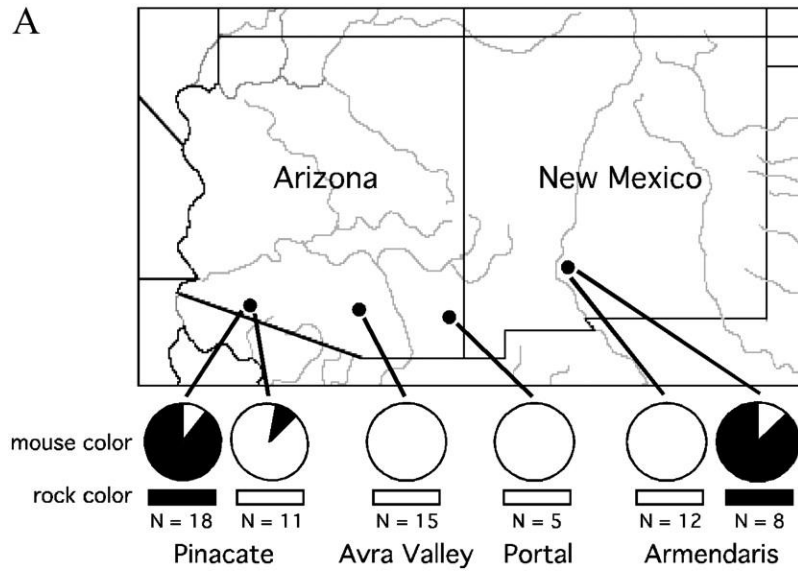 A
Arizona New Mexico
mouse color
rock color
N = 18 N = 11 N = 15 N = 5 N = 12 N = 8
Pinacate Avra Valley Portal Armendaris